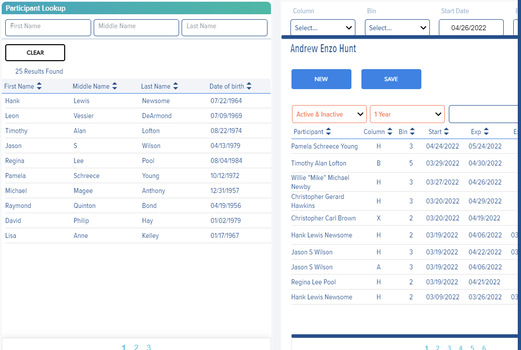 Participant Lookup
First Name Middle Name Last Name
CLEAR
25 Results Found
First Name Middle Name Last Name Date of birth
Hank Lewis Newsome 07/22/1964
Leon Vessier DeArmond 07/09/1969
Timothy Alan Lofton 08/22/1974
Jason S Wilson 04/13/1979
Regina Lee Pool 08/04/1984
Pamela Schreece Young 10/12/1972
Michael Magee Anthony 12/31/1957
Raymond Quinton Bond 04/19/1956
David Philip Hay 01/02/1979
Lisa Anne Kelley 01/17/1967
1 2 3
Column Bin Start Date
Select... Select... 04/26/2022
Andrew Enzo Hunt
NEW SAVE
Active & Inactive 1 Year
Participant Column Bin Start Exp E
Pamela Schreece Young H 3 04/24/2022 05/24/2022
Timothy Alan Lofton B 5 03/29/2022 04/30/2022
Willie "Mike" Michael
Newby H 3 03/27/2022 04/26/2022
Christopher Gerard
Hawkins H 3 03/20/2022 04/29/2022
Christopher Carl Brown X 2 03/20/2022 04/19/2022
Hank Lewis Newsome H 2 03/19/2022 04/06/2022 03
Jason S Wilson H 3 03/19/2022 04/22/2022 03
Jason S Wilson A 3 03/19/2022 04/06/2022
Regina Lee Pool H 2 03/19/2022 04/21/2022
Hank Lewis Newsome H 2 03/09/2022 03/26/2022 03
1 2 3 4 5 6